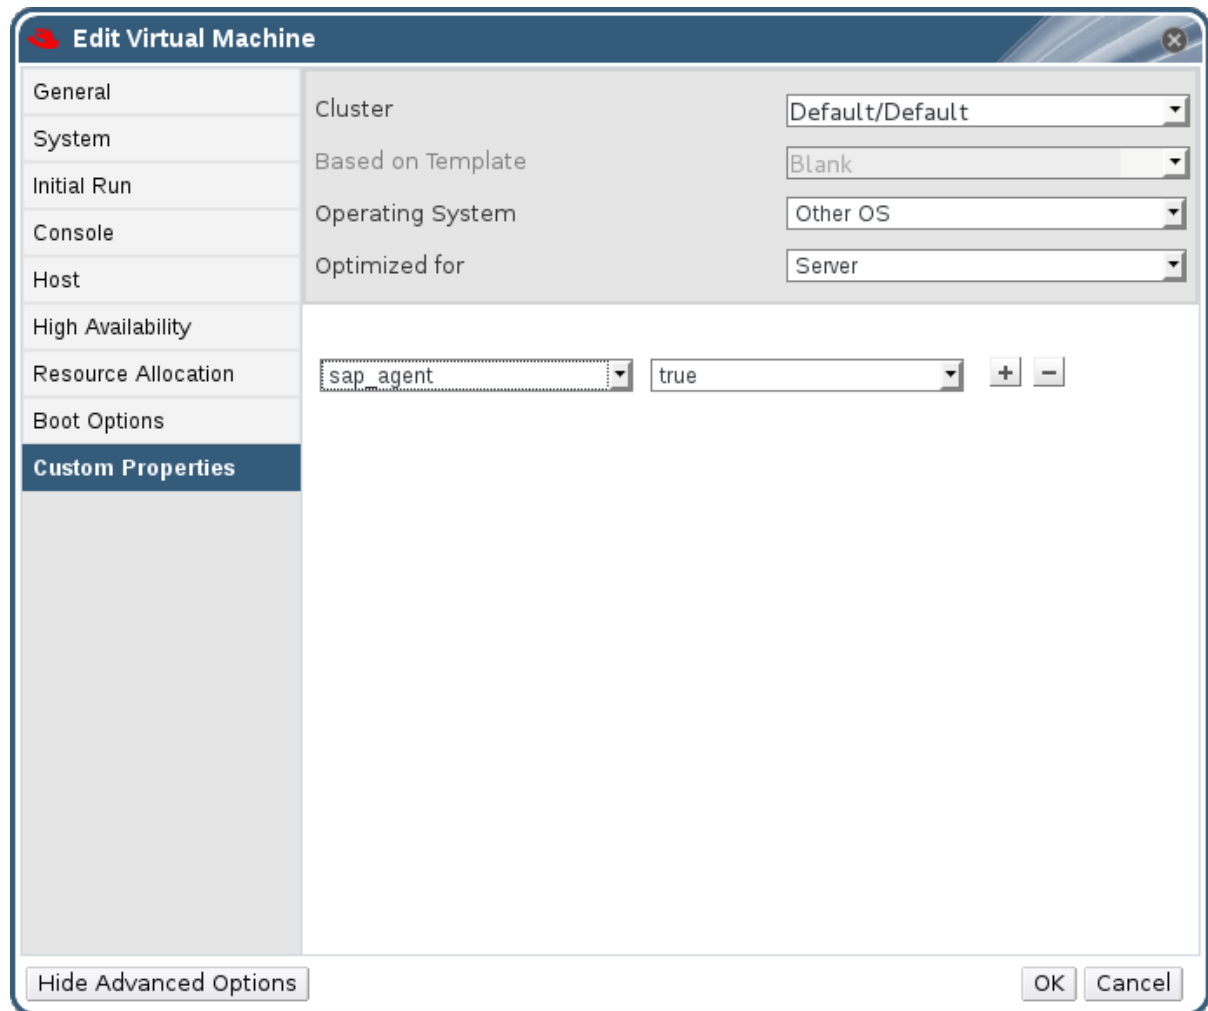 Edit Virtual Machine
General
System
Initial Run
Console
Host
High Availability
Resource Allocation
Boot Options
Custom Properties
Cluster Default/Default
Based on Template Blank
Operating System Other OS
Optimized for Server
sap_agent true + −
Hide Advanced Options OK Cancel